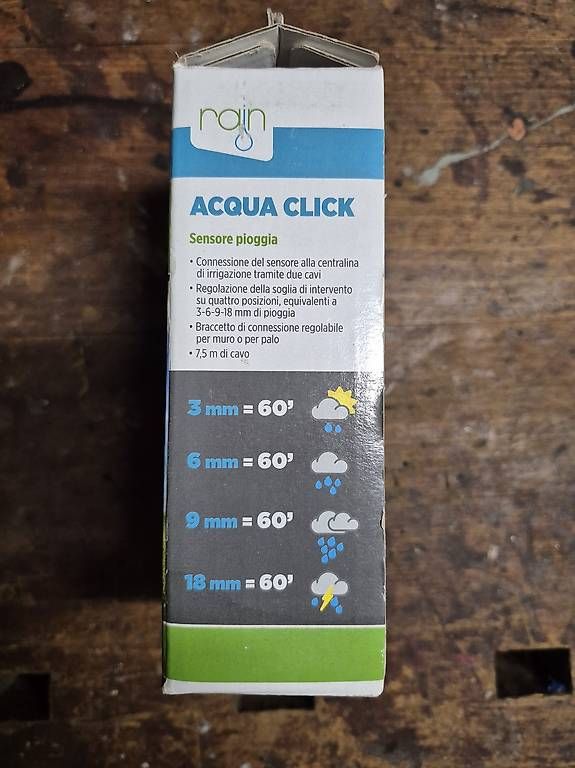 rain
ACQUA CLICK
Sensore pioggia
• Connessione del sensore alla centralina
di irrigazione tramite due cavi
• Regolazione della soglia di intervento
su quattro posizioni, equivalenti a
3-6-9-18 mm di pioggia
• Braccetto di connessione regolabile
per muro o per palo
• 7,5 m di cavo
3 mm = 60’
6 mm = 60’
9 mm = 60’
18 mm = 60’